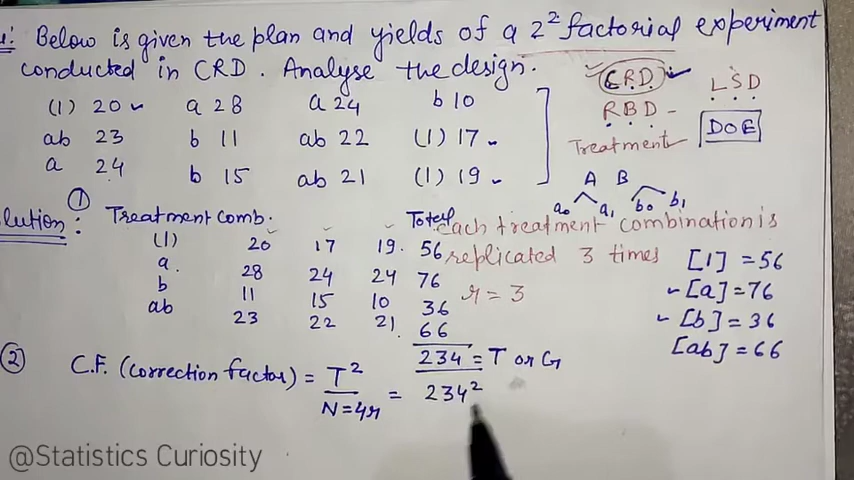 : Below is given the plan and yields of a 2² factorial experiment
conducted in CRD. Analyse the design.
CRD LSD
(1) 20 a 28 a 24 b 10
RBD
ab 23 b 11 ab 22 (1) 17
DOE
Treatment
a 24 b 15 ab 21 (1) 19
A B
a₀ a₁ b₀ b₁
①
lution: Treatment Comb. Total
each treatment combination is
replicated 3 times
r = 3
(1) 20 17 19 56
a 28 24 24 76
b 11 15 10 36
ab 23 22 21 66
234 = T or G
[1] = 56
[a] = 76
[b] = 36
[ab] = 66
② C.F. (Correction factor) = T² / N=4r = 234²
@Statistics Curiosity